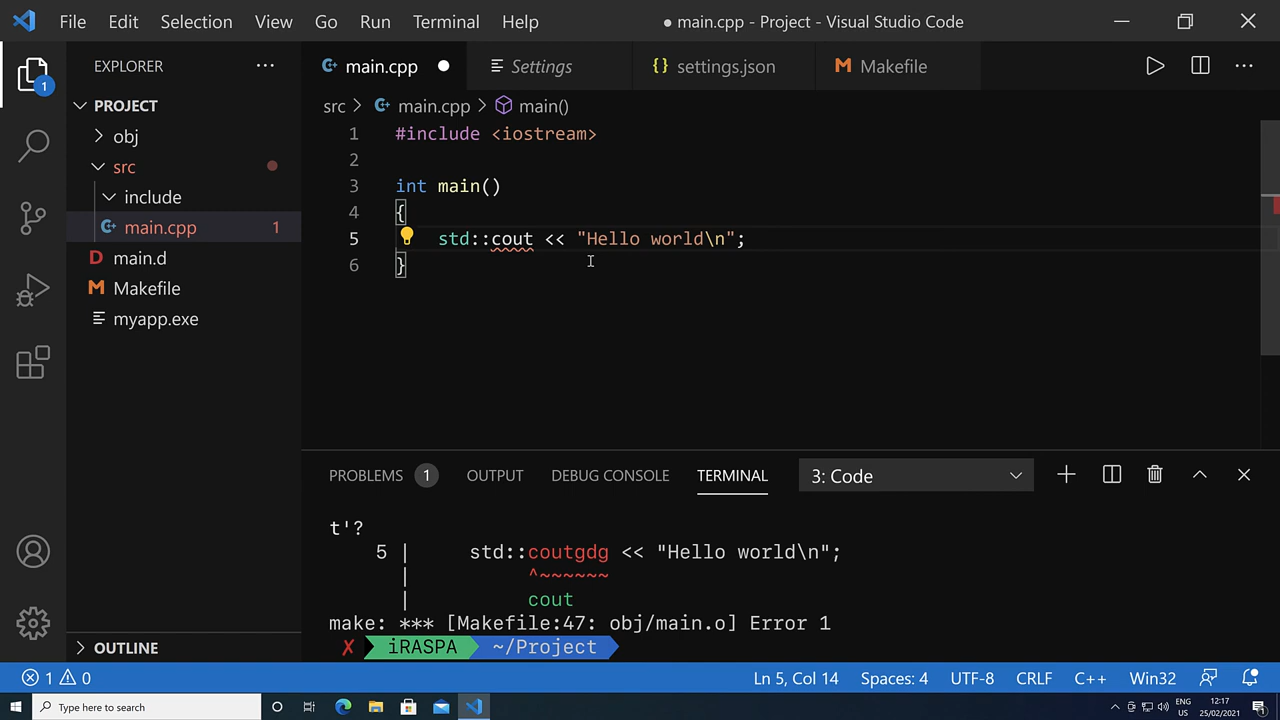 File Edit Selection View Go Run Terminal Help ● main.cpp - Project - Visual Studio Code
EXPLORER ···
main.cpp ● Settings {} settings.json Makefile ···
PROJECT
obj
src
include
main.cpp 1
main.d
Makefile
myapp.exe
OUTLINE
1
src > main.cpp > main()
1 #include <iostream>
2
3 int main()
4 {
5 std::cout << "Hello world\n";
6 }
PROBLEMS 1 OUTPUT DEBUG CONSOLE TERMINAL 3: Code
t'?
5 | std::coutgdg << "Hello world\n";
| ^~~~~~~
| cout
make: *** [Makefile:47: obj/main.o] Error 1
✗ iRASPA ~/Project
1 0 Ln 5, Col 14 Spaces: 4 UTF-8 CRLF C++ Win32
Type here to search
ENG
US
12:17
25/02/2021
1